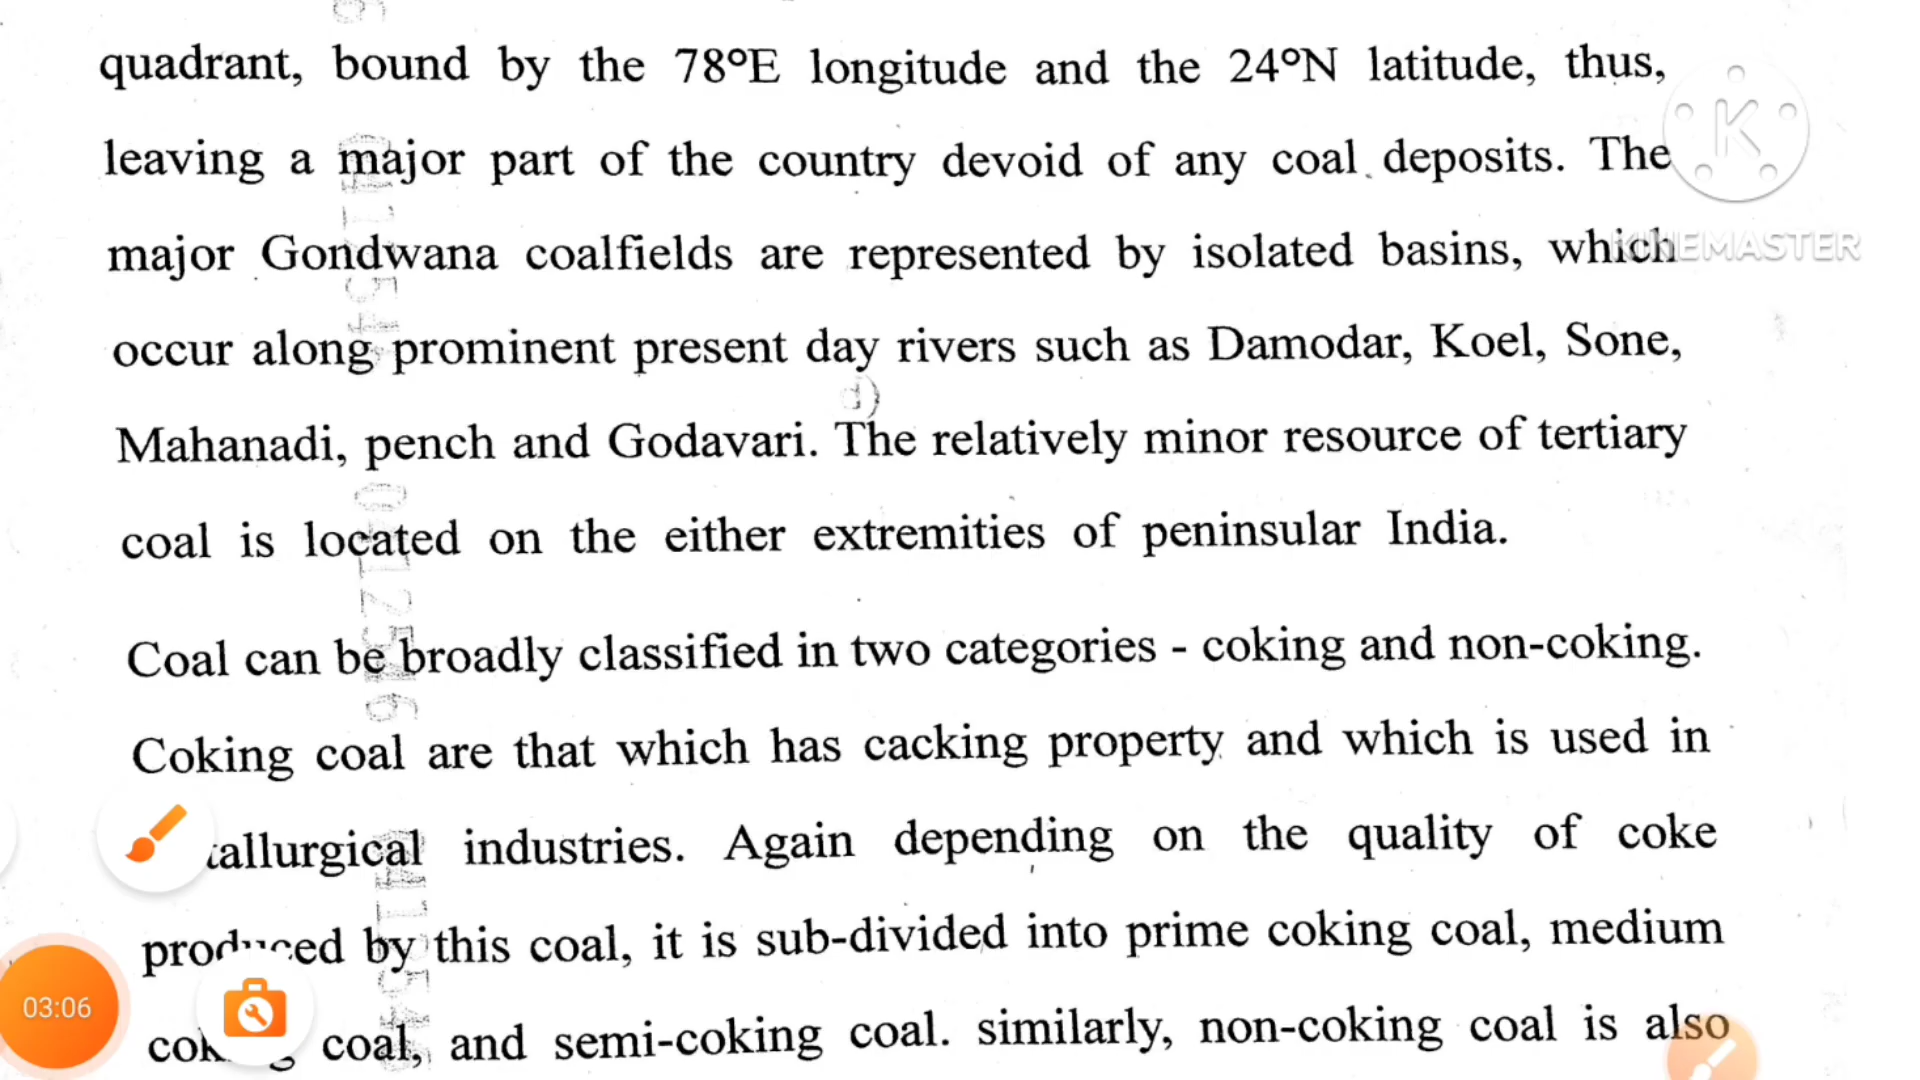 quadrant, bound by the 78°E longitude and the 24°N latitude, thus,
leaving a major part of the country devoid of any coal deposits. The
major Gondwana coalfields are represented by isolated basins, which
occur along prominent present day rivers such as Damodar, Koel, Sone,
Mahanadi, pench and Godavari. The relatively minor resource of tertiary
coal is located on the either extremities of peninsular India.
Coal can be broadly classified in two categories - coking and non-coking.
Coking coal are that which has cacking property and which is used in
tallurgical industries. Again depending on the quality of coke
produced by this coal, it is sub-divided into prime coking coal, medium
coal, and semi-coking coal. similarly, non-coking coal is also
K
KINEMASTER
03:06